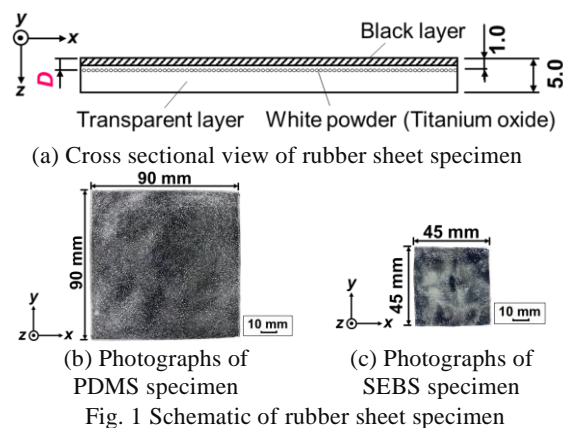 y
x
z
D
Black layer
1.0
5.0
Transparent layer
White powder (Titanium oxide)
(a) Cross sectional view of rubber sheet specimen
90 mm
90 mm
y
z
x
10 mm
45 mm
45 mm
y
z
x
10 mm
(b) Photographs of
PDMS specimen
(c) Photographs of
SEBS specimen
Fig. 1 Schematic of rubber sheet specimen